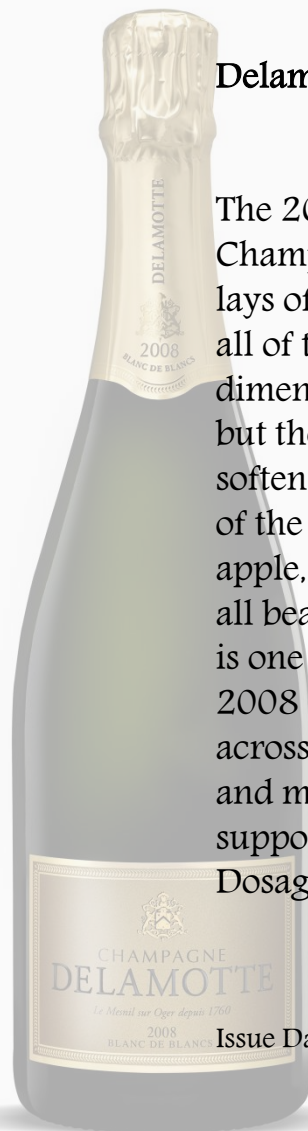 Delam
DELAMOTTE
2008
BLANC DE BLANCS
The 20
Champ
lays of
all of t
dimen
but the
soften
of the
apple,
all bea
is one
2008
across
and m
suppo
Dosag
CHAMPAGNE
DELAMOTTE
Le Mesnil sur Oger depuis 1760
2008
BLANC DE BLANCS
Issue Da